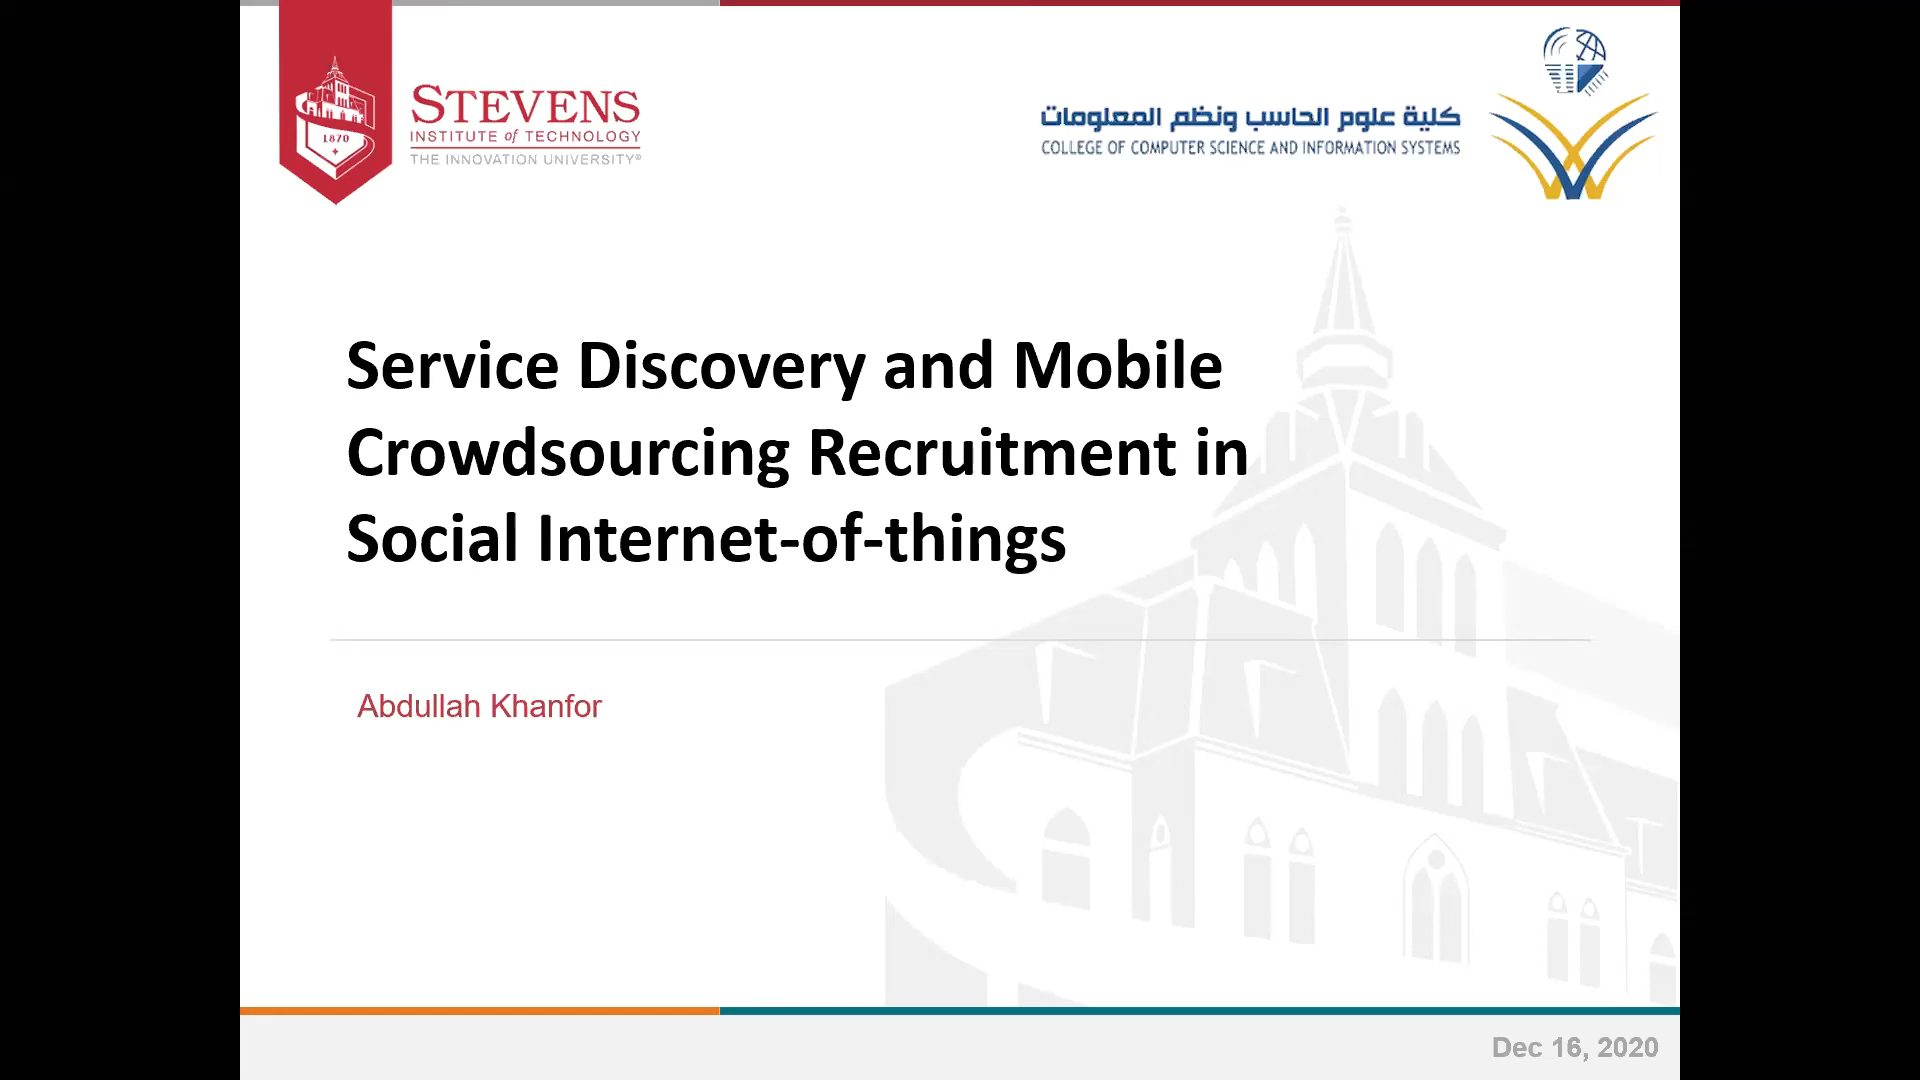 STEVENS
INSTITUTE of TECHNOLOGY
THE INNOVATION UNIVERSITY®
1870
كلية علوم الحاسب ونظم المعلومات
COLLEGE OF COMPUTER SCIENCE AND INFORMATION SYSTEMS
Service Discovery and Mobile
Crowdsourcing Recruitment in
Social Internet-of-things
Abdullah Khanfor
Dec 16, 2020